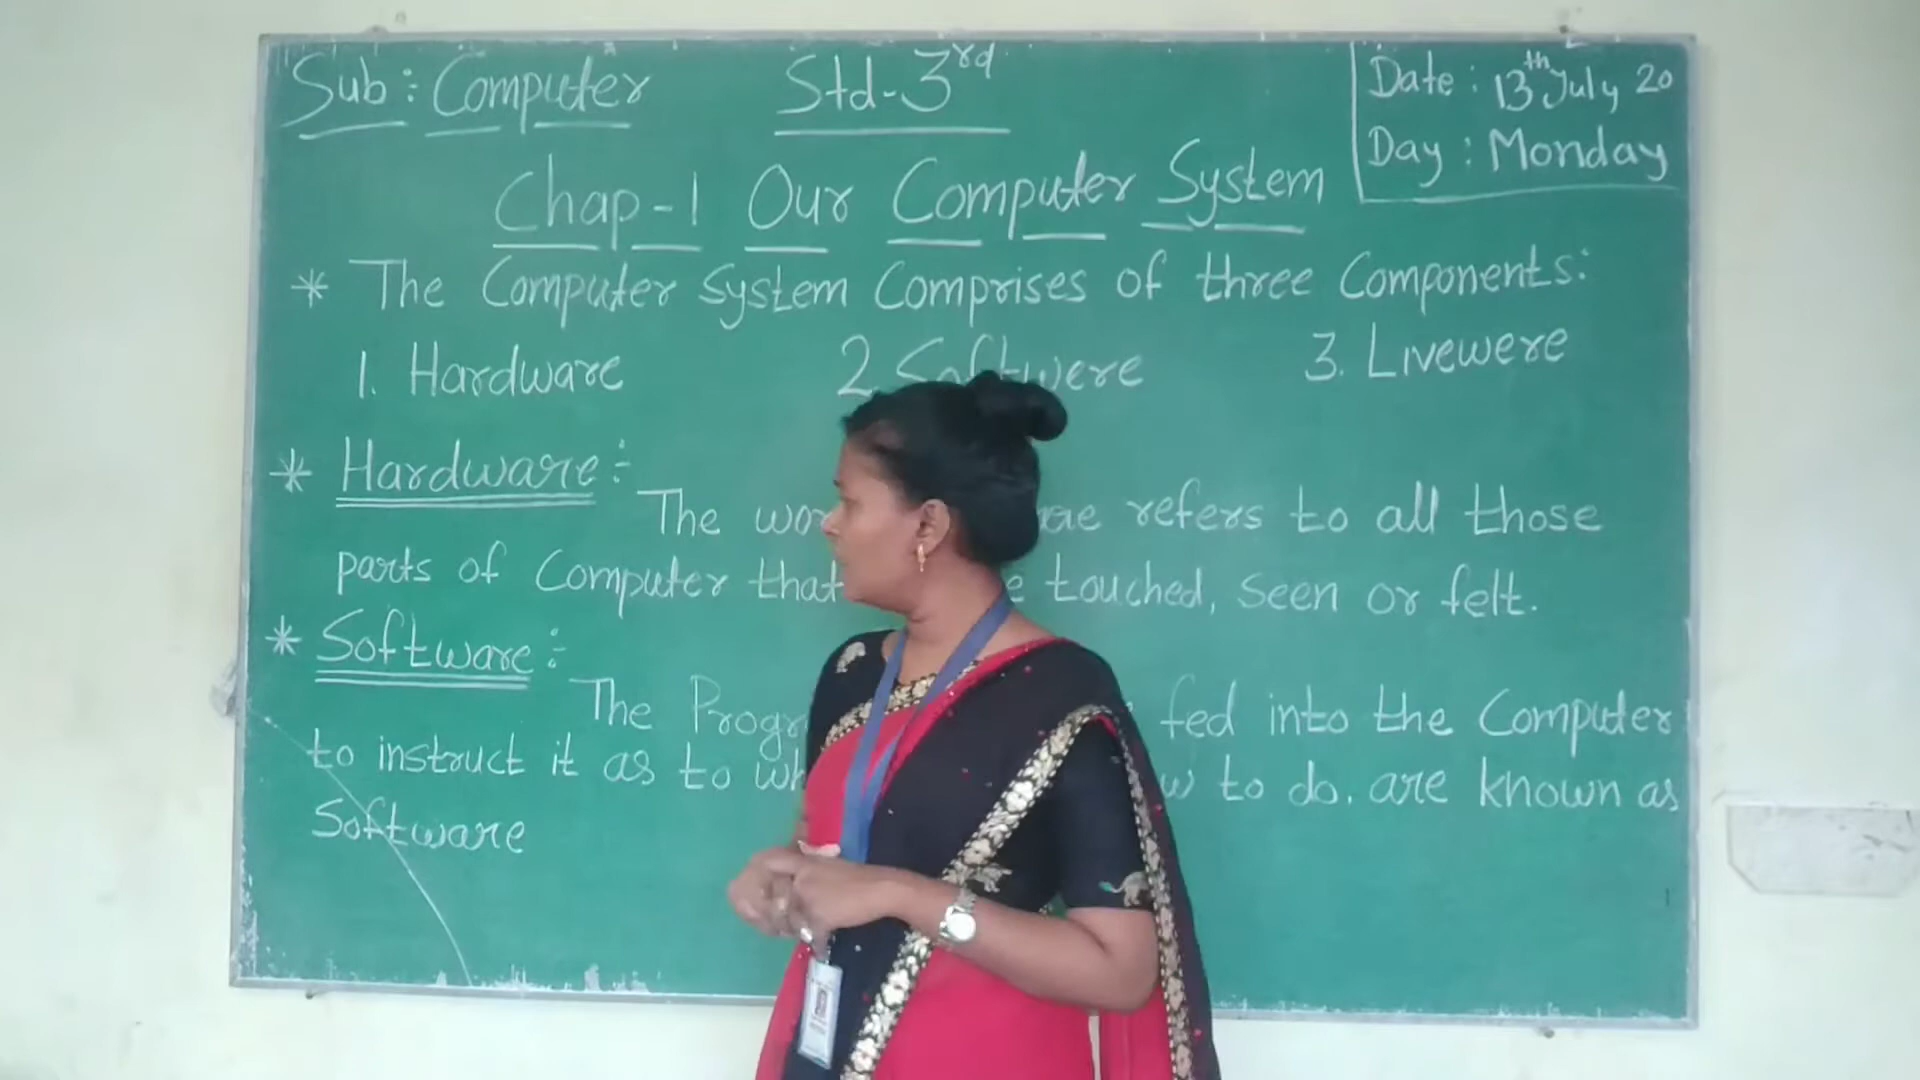 Sub: Computer Std-3rd Date: 13th July, 20
Day: Monday
Chap-1 Our Computer System
* The Computer System Comprises of three Components:
1. Hardware 2. Softwere 3. Livewere
* Hardware:-
The refers to all those
parts of Computer that touched, seen or felt.
* Software:-
The fed into the Computer
to instruct it as to to do. are known as
Software